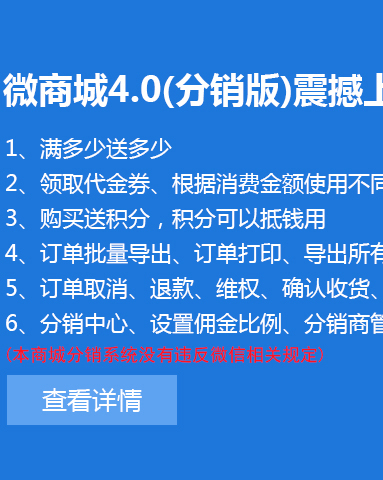 微商城4.0(分销版)震撼上
1、满多少送多少
2、领取代金券、根据消费金额使用不同
3、购买送积分，积分可以抵钱用
4、订单批量导出、订单打印、导出所有
5、订单取消、退款、维权、确认收货、
6、分销中心、设置佣金比例、分销商管
(本商城分销系统没有违反微信相关规定)
查看详情